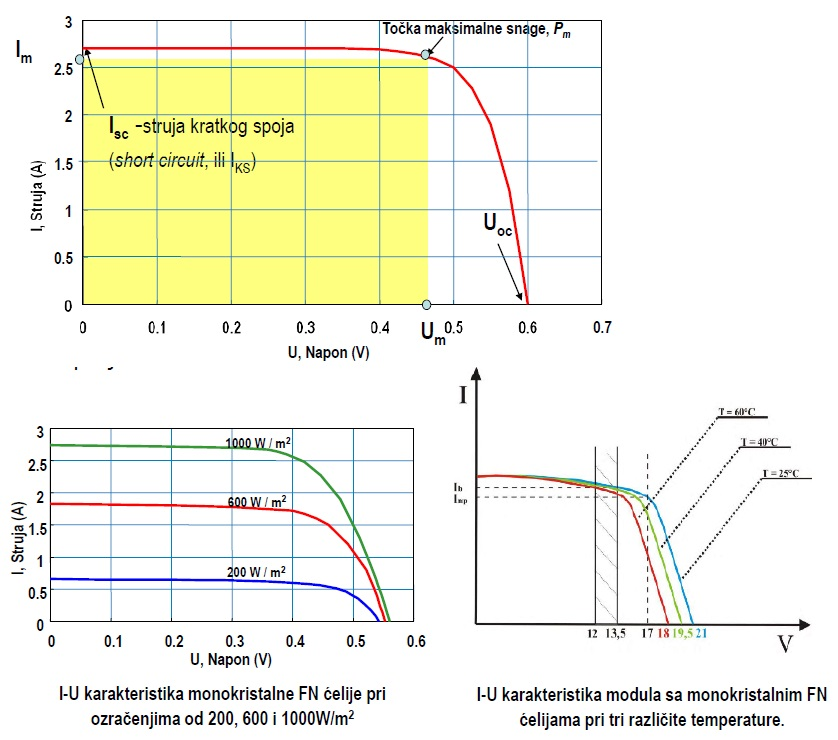 3
2.5
2
1.5
1
0.5
0
I, Struja (A)
Im
Točka maksimalne snage, Pm
Isc -struja kratkog spoja
(short circuit, ili IKS)
Uoc
0 0.1 0.2 0.3 0.4 0.5 0.6 0.7
Um
U, Napon (V)
3
2.5
2
1.5
1
0.5
0
I, Struja (A)
1000 W / m²
600 W / m²
200 W / m²
0 0.1 0.2 0.3 0.4 0.5 0.6
U, Napon (V)
I-U karakteristika monokristalne FN ćelije pri
ozračenjima od 200, 600 i 1000W/m²
I
T = 60°C
T = 40°C
T = 25°C
12 13,5 17 18 19,5 21
V
I-U karakteristika modula sa monokristalnim FN
ćelijama pri tri različite temperature.